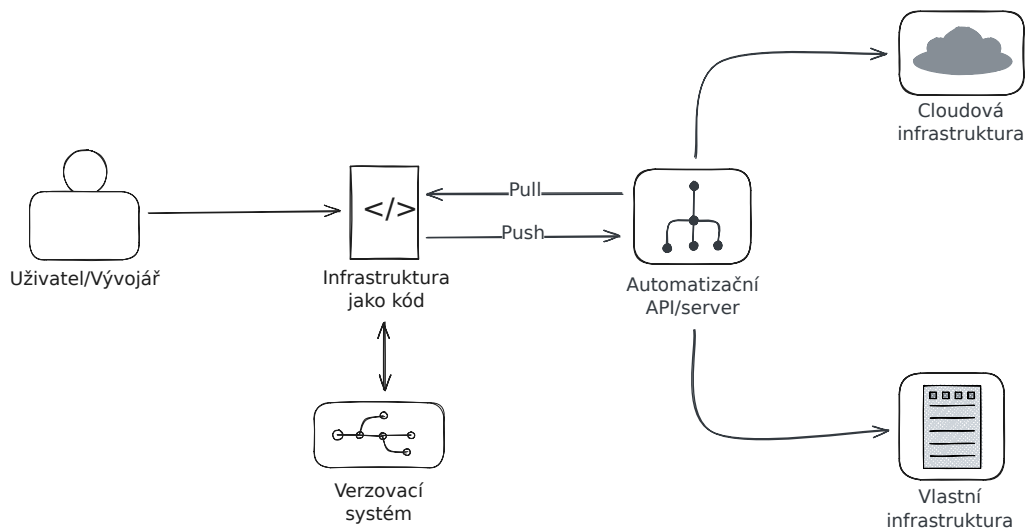 Cloudová
infrastruktura
Pull
</>
Push
Uživatel/Vývojář
Infrastruktura
jako kód
Automatizační
API/server
Verzovací
systém
Vlastní
infrastruktura